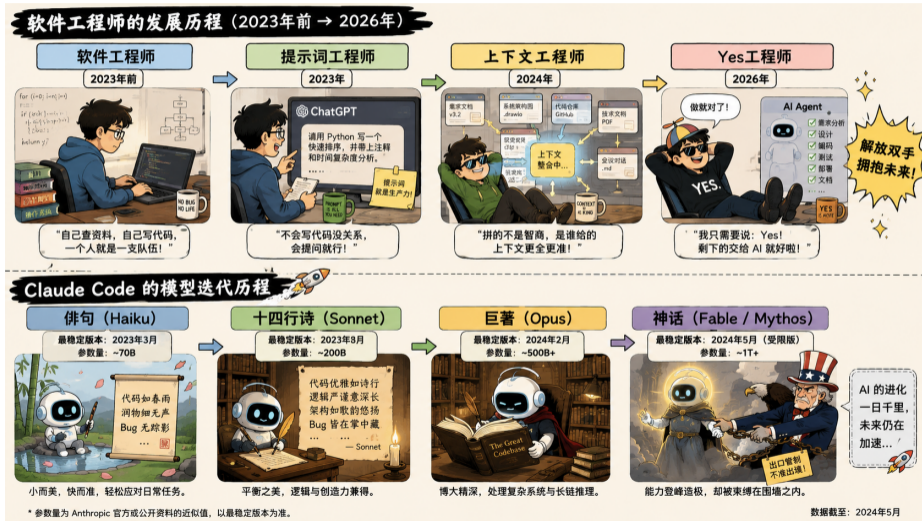 软件工程师的发展历程（2023年前 → 2026年）
软件工程师
2023年前
NO BUG
NO LIFE
“自己查资料，自己写代码，
一个人就是一支队伍！”
提示词工程师
2023年
ChatGPT
调用 Python 写一个
快速排序，并带上注释
和时间复杂度分析。
提示词
就是生产力!
PROMPT
IS ALL
YOU NEED
“不会写代码没关系，
会提问就行！”
上下文工程师
2024年
需求文档
v3.2
系统架构图
.drawio
代码仓库
GitHub
技术文档
PDF
会议对话
.md
上下文
整合中...
CONTEXT
IS KING
“拼的不是智商，是谁给的
上下文更全更准！”
Yes工程师
2026年
做就对了！
AI Agent
需求分析
设计
编码
测试
部署
文档
YES.
YES
“我只需要说：Yes！
剩下的交给 AI 就好啦！”
解放双手
拥抱未来！
Claude Code 的模型迭代历程
俳句（Haiku）
最稳定版本：2023年3月
参数量：~70B
代码如春雨
润物细无声
Bug 无踪影
...
小而美，快而准，轻松应对日常任务。
十四行诗（Sonnet）
最稳定版本：2023年8月
参数量：~200B
代码优雅如诗行
逻辑严谨意深长
架构如歌韵悠扬
Bug 皆在掌中藏
... ...
— Sonnet
平衡之美，逻辑与创造力兼得。
巨著（Opus）
最稳定版本：2024年2月
参数量：~500B+
The Great
Codebase
博大精深，处理复杂系统与长链推理。
神话（Fable / Mythos）
最稳定版本：2024年5月（受限版）
参数量：~1T+
出口管制
不准出境！
能力登峰造极，却被束缚在围墙之内。
AI 的进化
一日千里，
未来仍在
加速...
* 参数量为 Anthropic 官方或公开资料的近似值，以最稳定版本为准。
数据截至：2024年5月